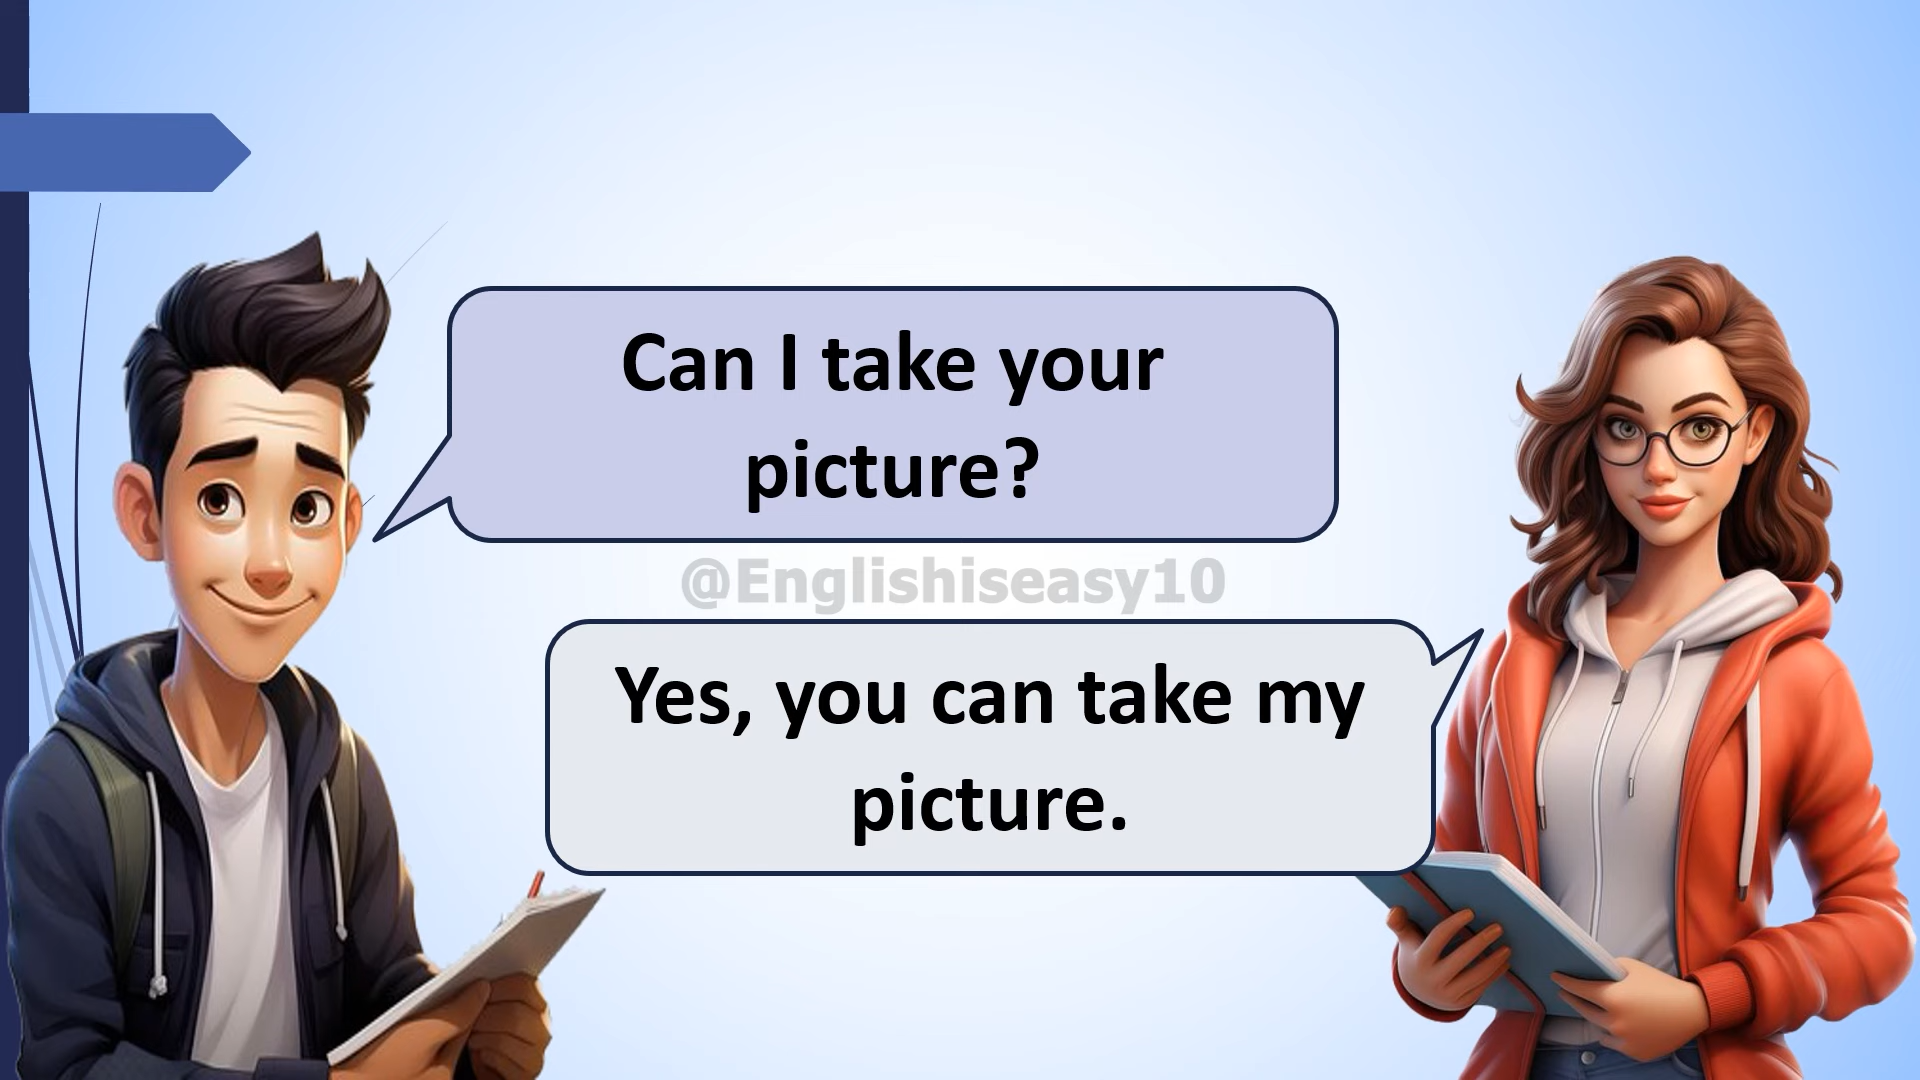 Can I take your
picture?
@Englishiseasy10
Yes, you can take my
picture.